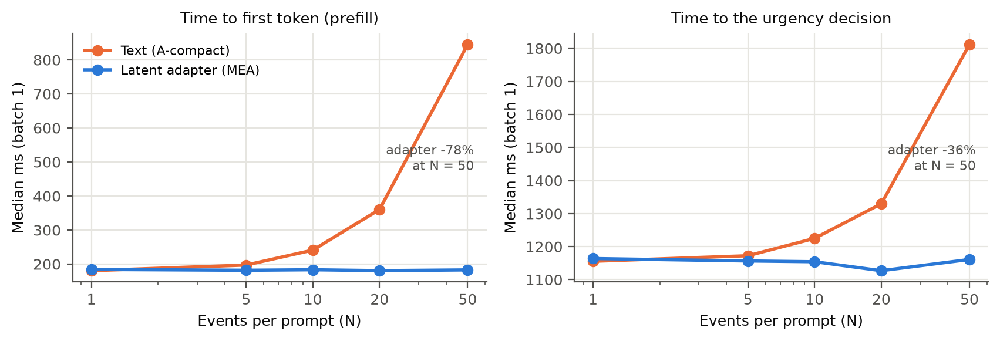 Time to first token (prefill)
Text (A-compact)
Latent adapter (MEA)
Median ms (batch 1)
800
700
600
500
400
300
200
adapter -78%
at N = 50
1
5
10
20
50
Events per prompt (N)
Time to the urgency decision
Median ms (batch 1)
1800
1700
1600
1500
1400
1300
1200
1100
adapter -36%
at N = 50
1
5
10
20
50
Events per prompt (N)